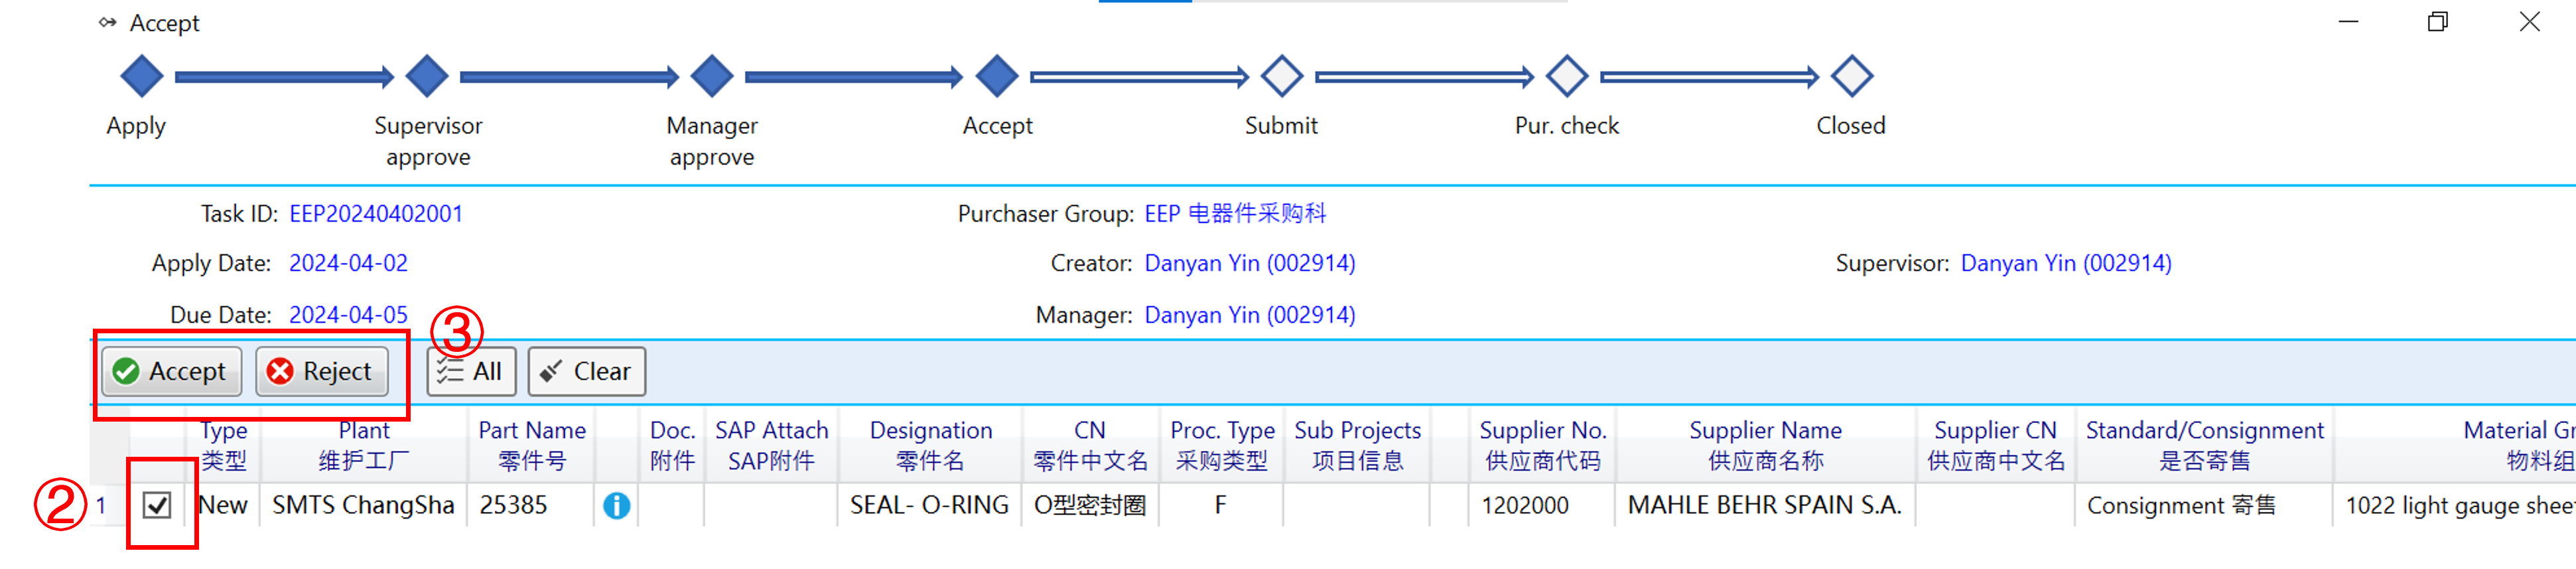 Accept
Apply
Supervisor approve
Manager approve
Accept
Submit
Pur. check
Closed
Task ID: EEP20240402001
Purchaser Group: EEP 电器件采购科
Apply Date: 2024-04-02
Creator: Danyan Yin (002914)
Supervisor: Danyan Yin (002914)
Due Date: 2024-04-05
Manager: Danyan Yin (002914)
③
Accept Reject All Clear
Type Plant Part Name Doc. SAP Attach Designation CN Proc. Type Sub Projects Supplier No. Supplier Name Supplier CN Standard/Consignment Material Gr
类型 维护工厂 零件号 附件 SAP附件 零件名 零件中文名 采购类型 项目信息 供应商代码 供应商名称 供应商中文名 是否寄售 物料组
② 1 New SMTS ChangSha 25385 SEAL- O-RING O型密封圈 F 1202000 MAHLE BEHR SPAIN S.A. Consignment 寄售 1022 light gauge shee